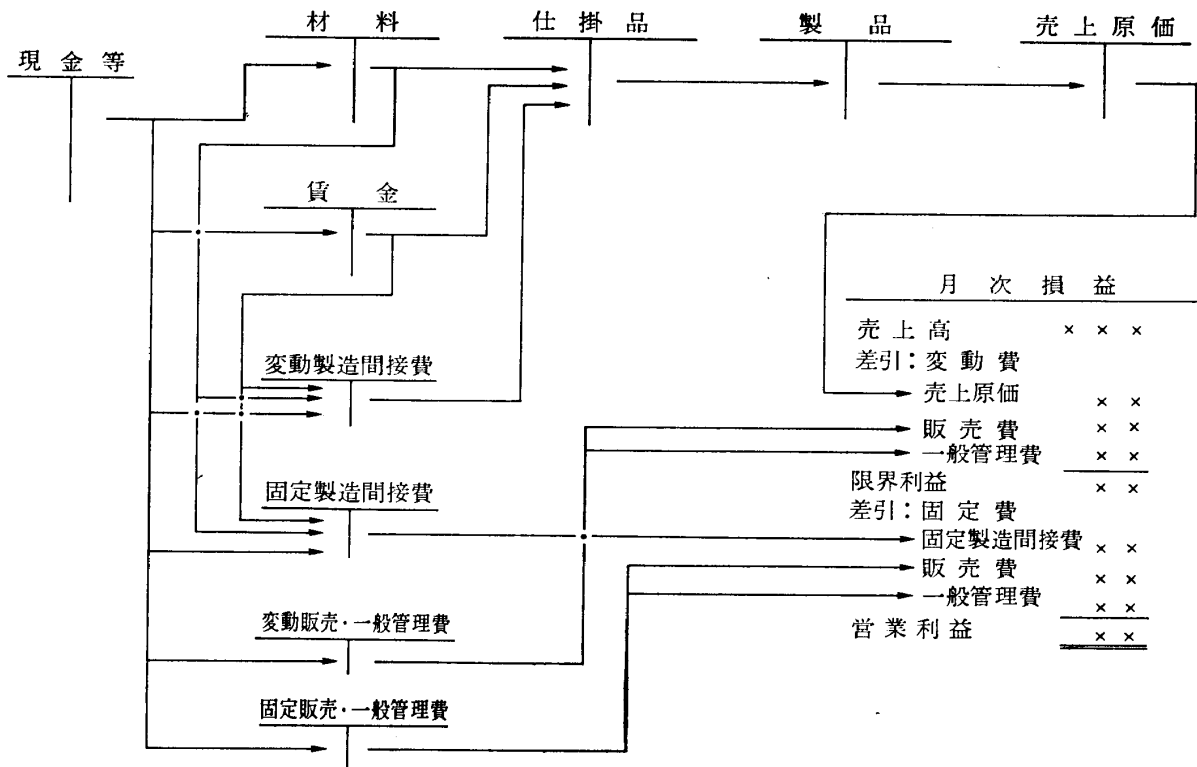 現金等
材料
仕掛品
製品
売上原価
賃金
変動製造間接費
固定製造間接費
変動販売・一般管理費
固定販売・一般管理費
月次損益
売上高 ×××
差引：変動費
売上原価 ××
販売費 ××
一般管理費 ××
限界利益 ××
差引：固定費
固定製造間接費 ××
販売費 ××
一般管理費 ××
営業利益 ××